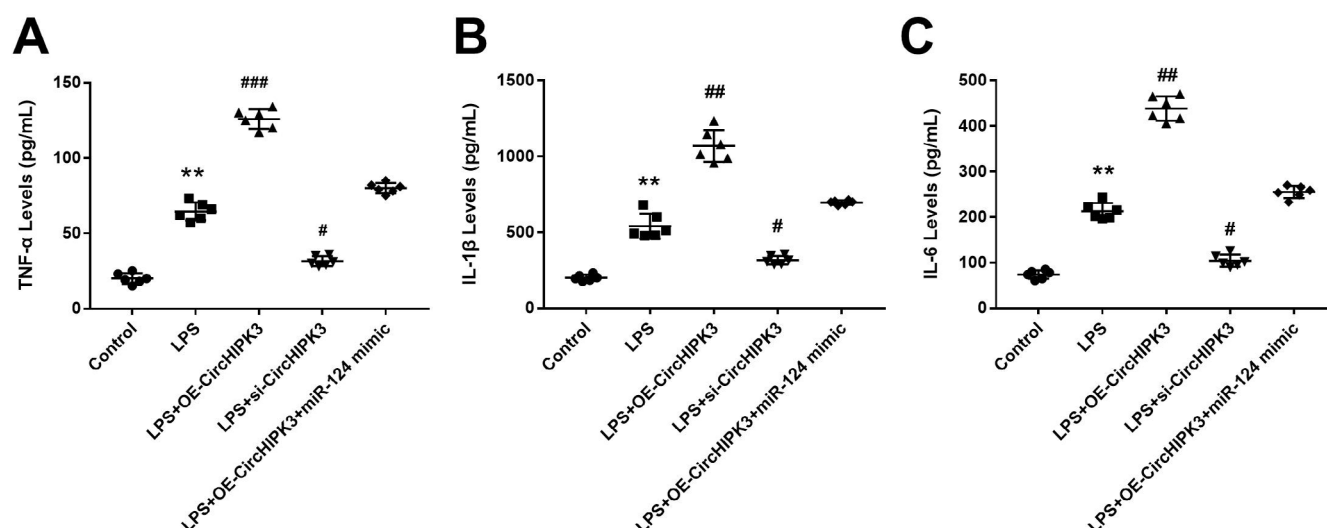 A
TNF-α Levels (pg/mL)
150
100
50
0
**
###
#
Control
LPS
LPS+OE-CircHIPK3
LPS+si-CircHIPK3
LPS+OE-CircHIPK3+miR-124 mimic
B
IL-1β Levels (pg/mL)
1500
1000
500
0
**
##
#
Control
LPS
LPS+OE-CircHIPK3
LPS+si-CircHIPK3
LPS+OE-CircHIPK3+miR-124 mimic
C
IL-6 Levels (pg/mL)
500
400
300
200
100
0
**
##
#
Control
LPS
LPS+OE-CircHIPK3
LPS+si-CircHIPK3
LPS+OE-CircHIPK3+miR-124 mimic